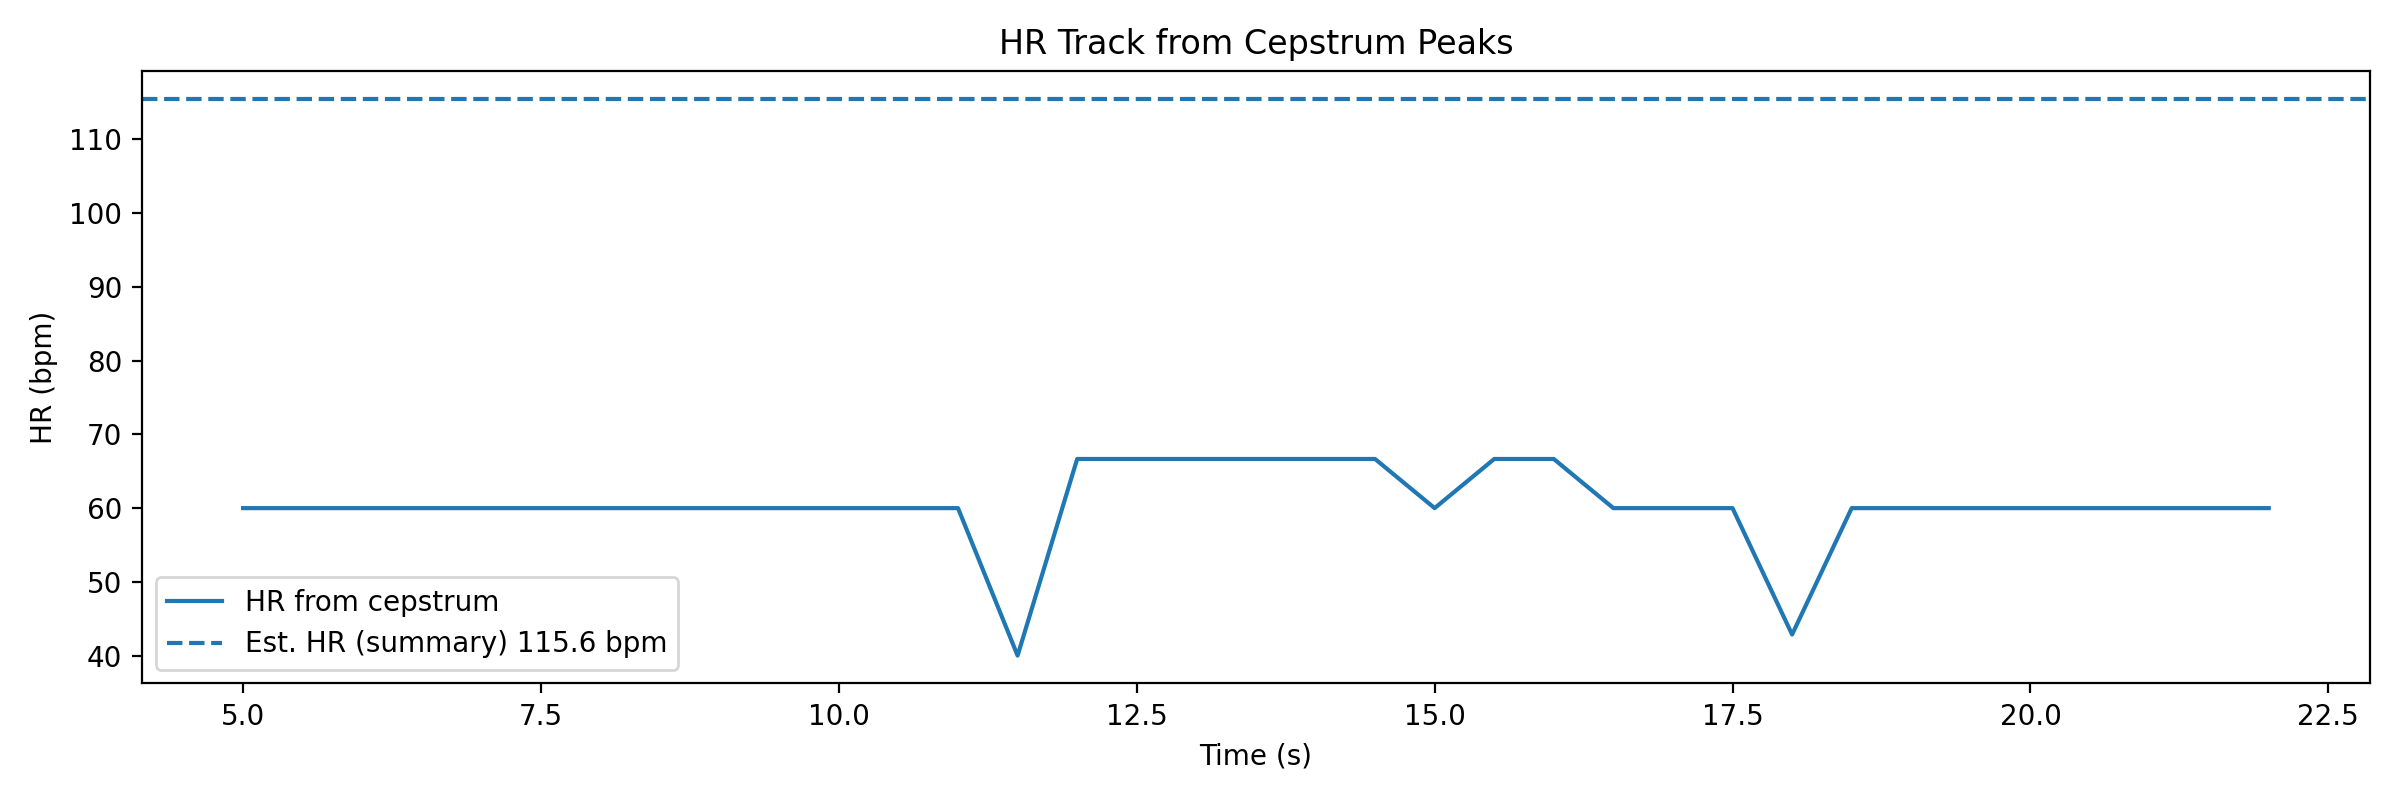 HR Track from Cepstrum Peaks
HR (bpm)
110
100
90
80
70
60
50
40
HR from cepstrum
Est. HR (summary) 115.6 bpm
5.0 7.5 10.0 12.5 15.0 17.5 20.0 22.5
Time (s)